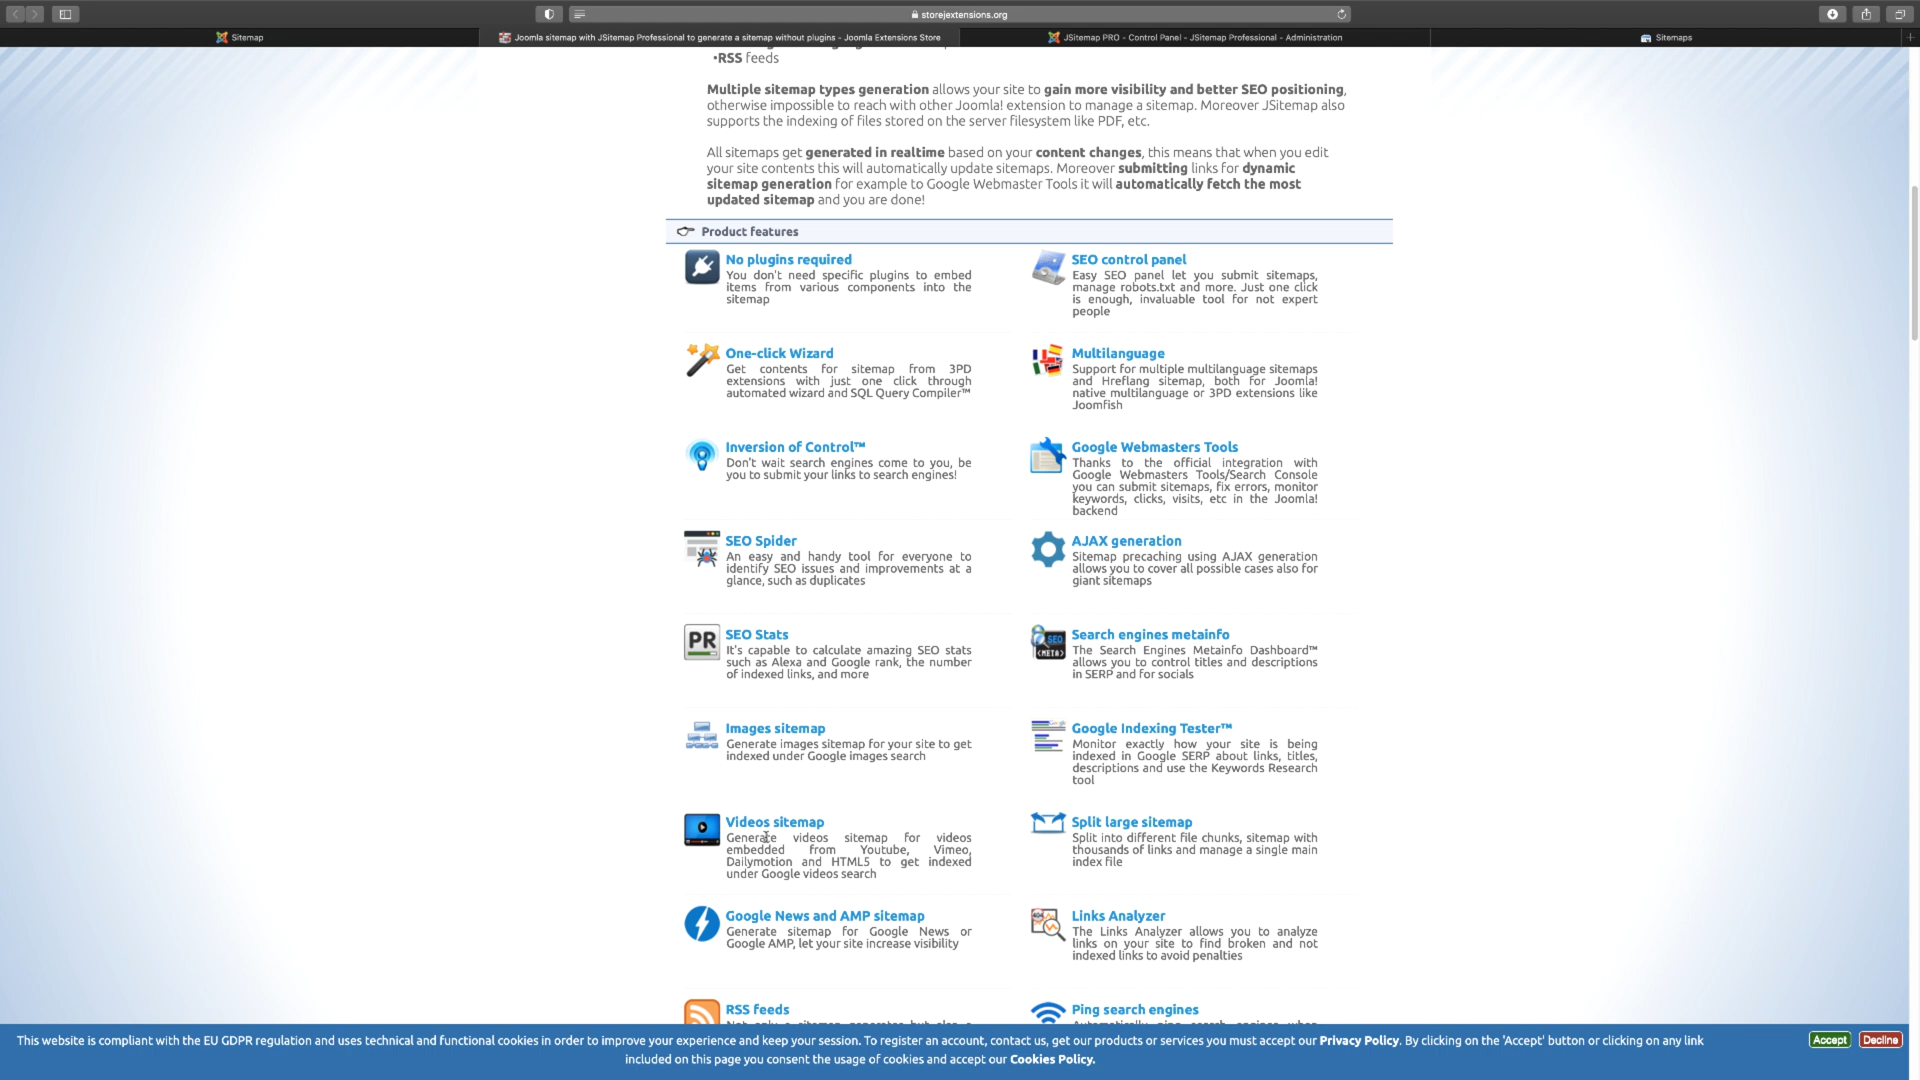 storejextensions.org
Sitemap
Joomla sitemap with JSitemap Professional to generate a sitemap without plugins - Joomla Extensions Store
JSitemap PRO - Control Panel - JSitemap Professional - Administration
Sitemaps
•RSS feeds
Multiple sitemap types generation allows your site to gain more visibility and better SEO positioning,
otherwise impossible to reach with other Joomla! extension to manage a sitemap. Moreover JSitemap also
supports the indexing of files stored on the server filesystem like PDF, etc.
All sitemaps get generated in realtime based on your content changes, this means that when you edit
your site contents this will automatically update sitemaps. Moreover submitting links for dynamic
sitemap generation for example to Google Webmaster Tools it will automatically fetch the most
updated sitemap and you are done!
Product features
No plugins required
You don't need specific plugins to embed
items from various components into the
sitemap
SEO control panel
Easy SEO panel let you submit sitemaps,
manage robots.txt and more. Just one click
is enough, invaluable tool for not expert
people
One-click Wizard
Get contents for sitemap from 3PD
extensions with just one click through
automated wizard and SQL Query Compiler™
Multilanguage
Support for multiple multilanguage sitemaps
and Hreflang sitemap, both for Joomla!
native multilanguage or 3PD extensions like
Joomfish
Inversion of Control™
Don't wait search engines come to you, be
you to submit your links to search engines!
Google Webmasters Tools
Thanks to the official integration with
Google Webmasters Tools/Search Console
you can submit sitemaps, fix errors, monitor
keywords, clicks, visits, etc in the Joomla!
backend
SEO Spider
An easy and handy tool for everyone to
identify SEO issues and improvements at a
glance, such as duplicates
AJAX generation
Sitemap precaching using AJAX generation
allows you to cover all possible cases also for
giant sitemaps
PR
SEO Stats
It's capable to calculate amazing SEO stats
such as Alexa and Google rank, the number
of indexed links, and more
SEO
<META>
Search engines metainfo
The Search Engines Metainfo Dashboard™
allows you to control titles and descriptions
in SERP and for socials
Images sitemap
Generate images sitemap for your site to get
indexed under Google images search
Google Indexing Tester™
Monitor exactly how your site is being
indexed in Google SERP about links, titles,
descriptions and use the Keywords Research
tool
Videos sitemap
Generate videos sitemap for videos
embedded from Youtube, Vimeo,
Dailymotion and HTML5 to get indexed
under Google videos search
Split large sitemap
Split into different file chunks, sitemap with
thousands of links and manage a single main
index file
Google News and AMP sitemap
Generate sitemap for Google News or
Google AMP, let your site increase visibility
404
Links Analyzer
The Links Analyzer allows you to analyze
links on your site to find broken and not
indexed links to avoid penalties
RSS feeds
Ping search engines
This website is compliant with the EU GDPR regulation and uses technical and functional cookies in order to improve your experience and keep your session. To register an account, contact us, get our products or services you must accept our Privacy Policy. By clicking on the 'Accept' button or clicking on any link
included on this page you consent the usage of cookies and accept our Cookies Policy.
Accept
Decline